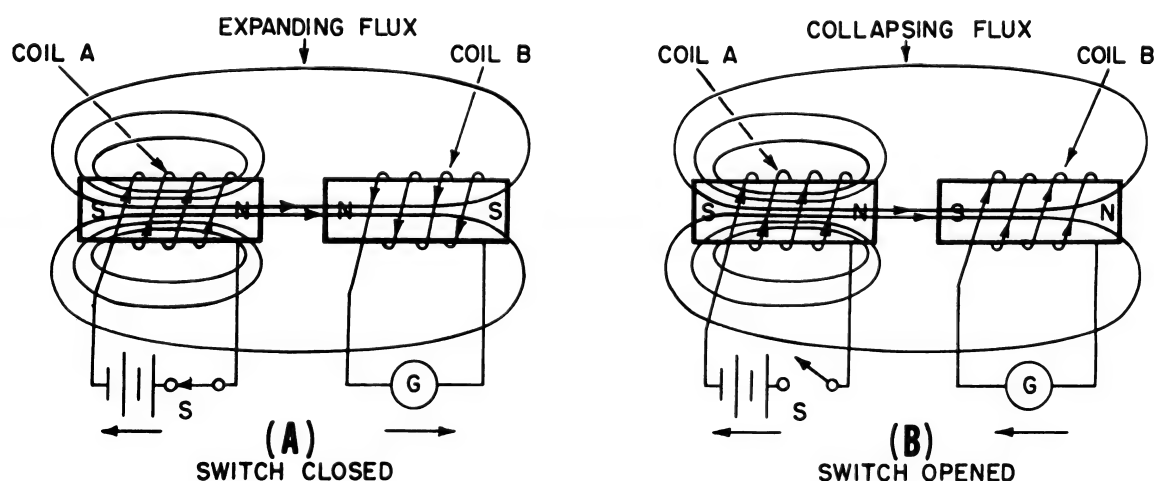 EXPANDING FLUX
COIL A
COIL B
S
N
N
S
G
S
(A)
SWITCH CLOSED
COLLAPSING FLUX
COIL A
COIL B
S
N
S
N
G
S
(B)
SWITCH OPENED